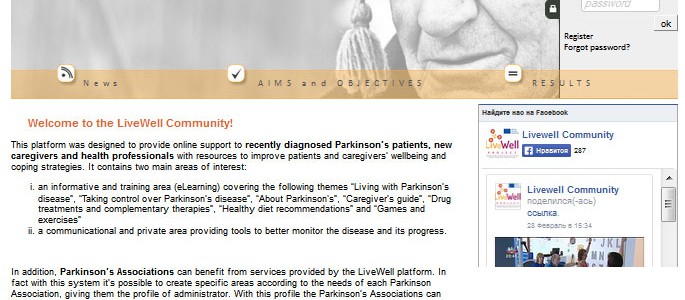 password
ok
Register
Forgot password?
News
AIMS and OBJECTIVES
RESULTS
Welcome to the LiveWell Community!
This platform was designed to provide online support to recently diagnosed Parkinson's patients, new
caregivers and health professionals with resources to improve patients and caregivers' wellbeing and
coping strategies. It contains two main areas of interest:
i. an informative and training area (eLearning) covering the following themes "Living with Parkinson's
disease", "Taking control over Parkinson's disease", "About Parkinson's", "Caregiver's guide", "Drug
treatments and complementary therapies", "Healthy diet recommendations" and "Games and
exercises"
ii. a communicational and private area providing tools to better monitor the disease and its progress.
In addition, Parkinson's Associations can benefit from services provided by the LiveWell platform. In
fact with this system it's possible to create specific areas according to the needs of each Parkinson
Association, giving them the profile of administrator. With this profile the Parkinson's Associations can
Найдите нас на Facebook
LiveWell
PROJECT
Livewell Community
Нравится 287
Livewell Community
поделился(-ась)
ссылка.
28 Февраль в 15:34